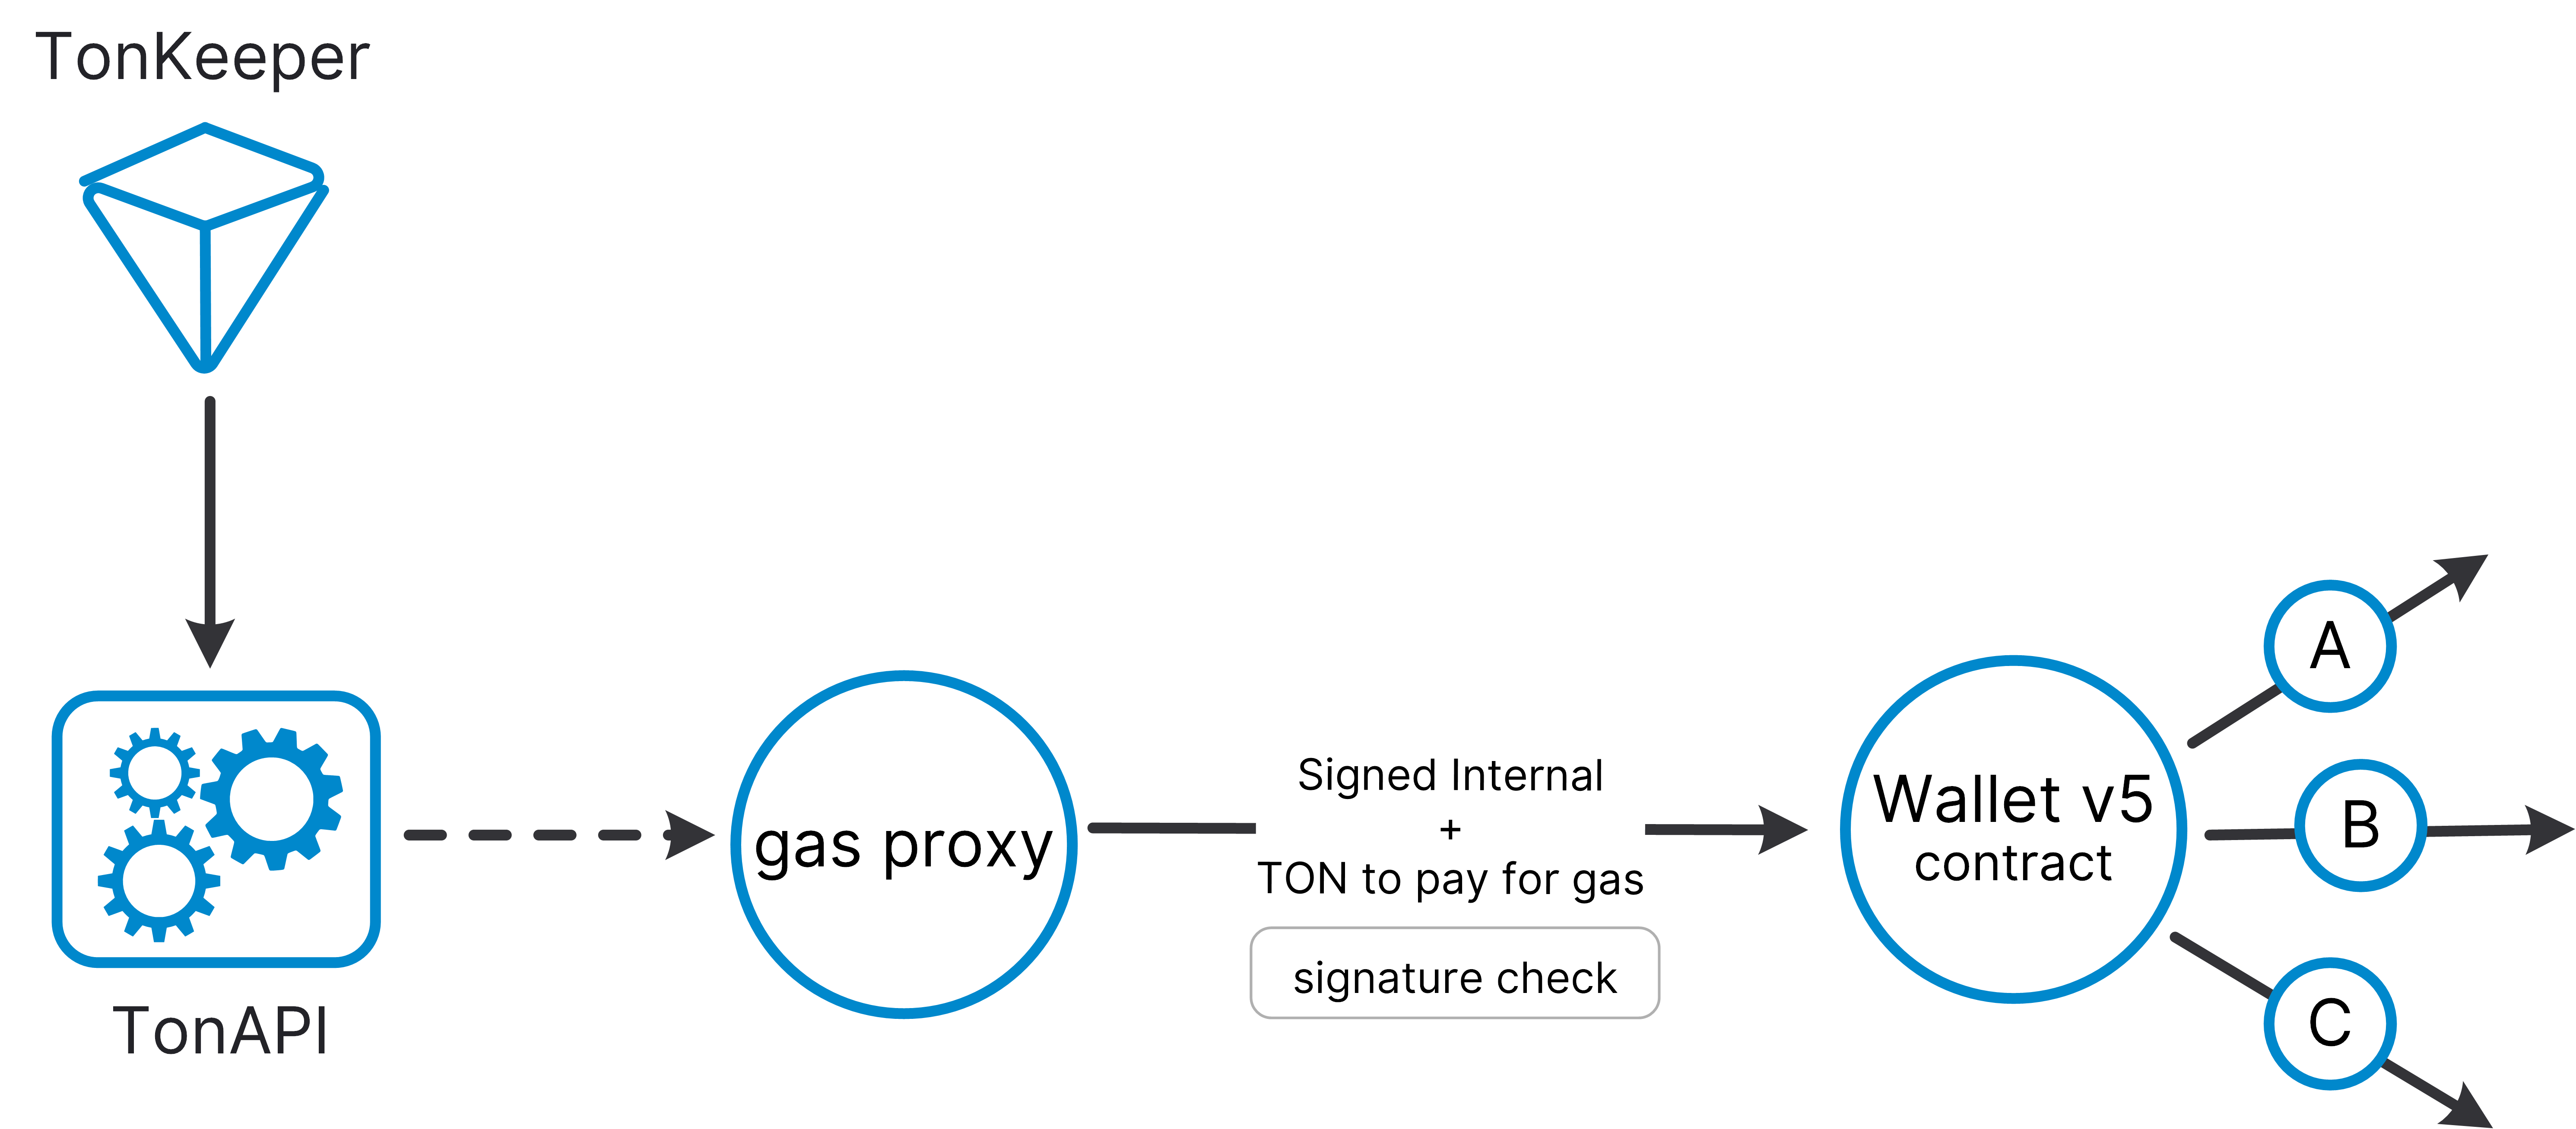 TonKeeper
TonAPI
gas proxy
Signed Internal
+
TON to pay for gas
signature check
Wallet v5
contract
A
B
C